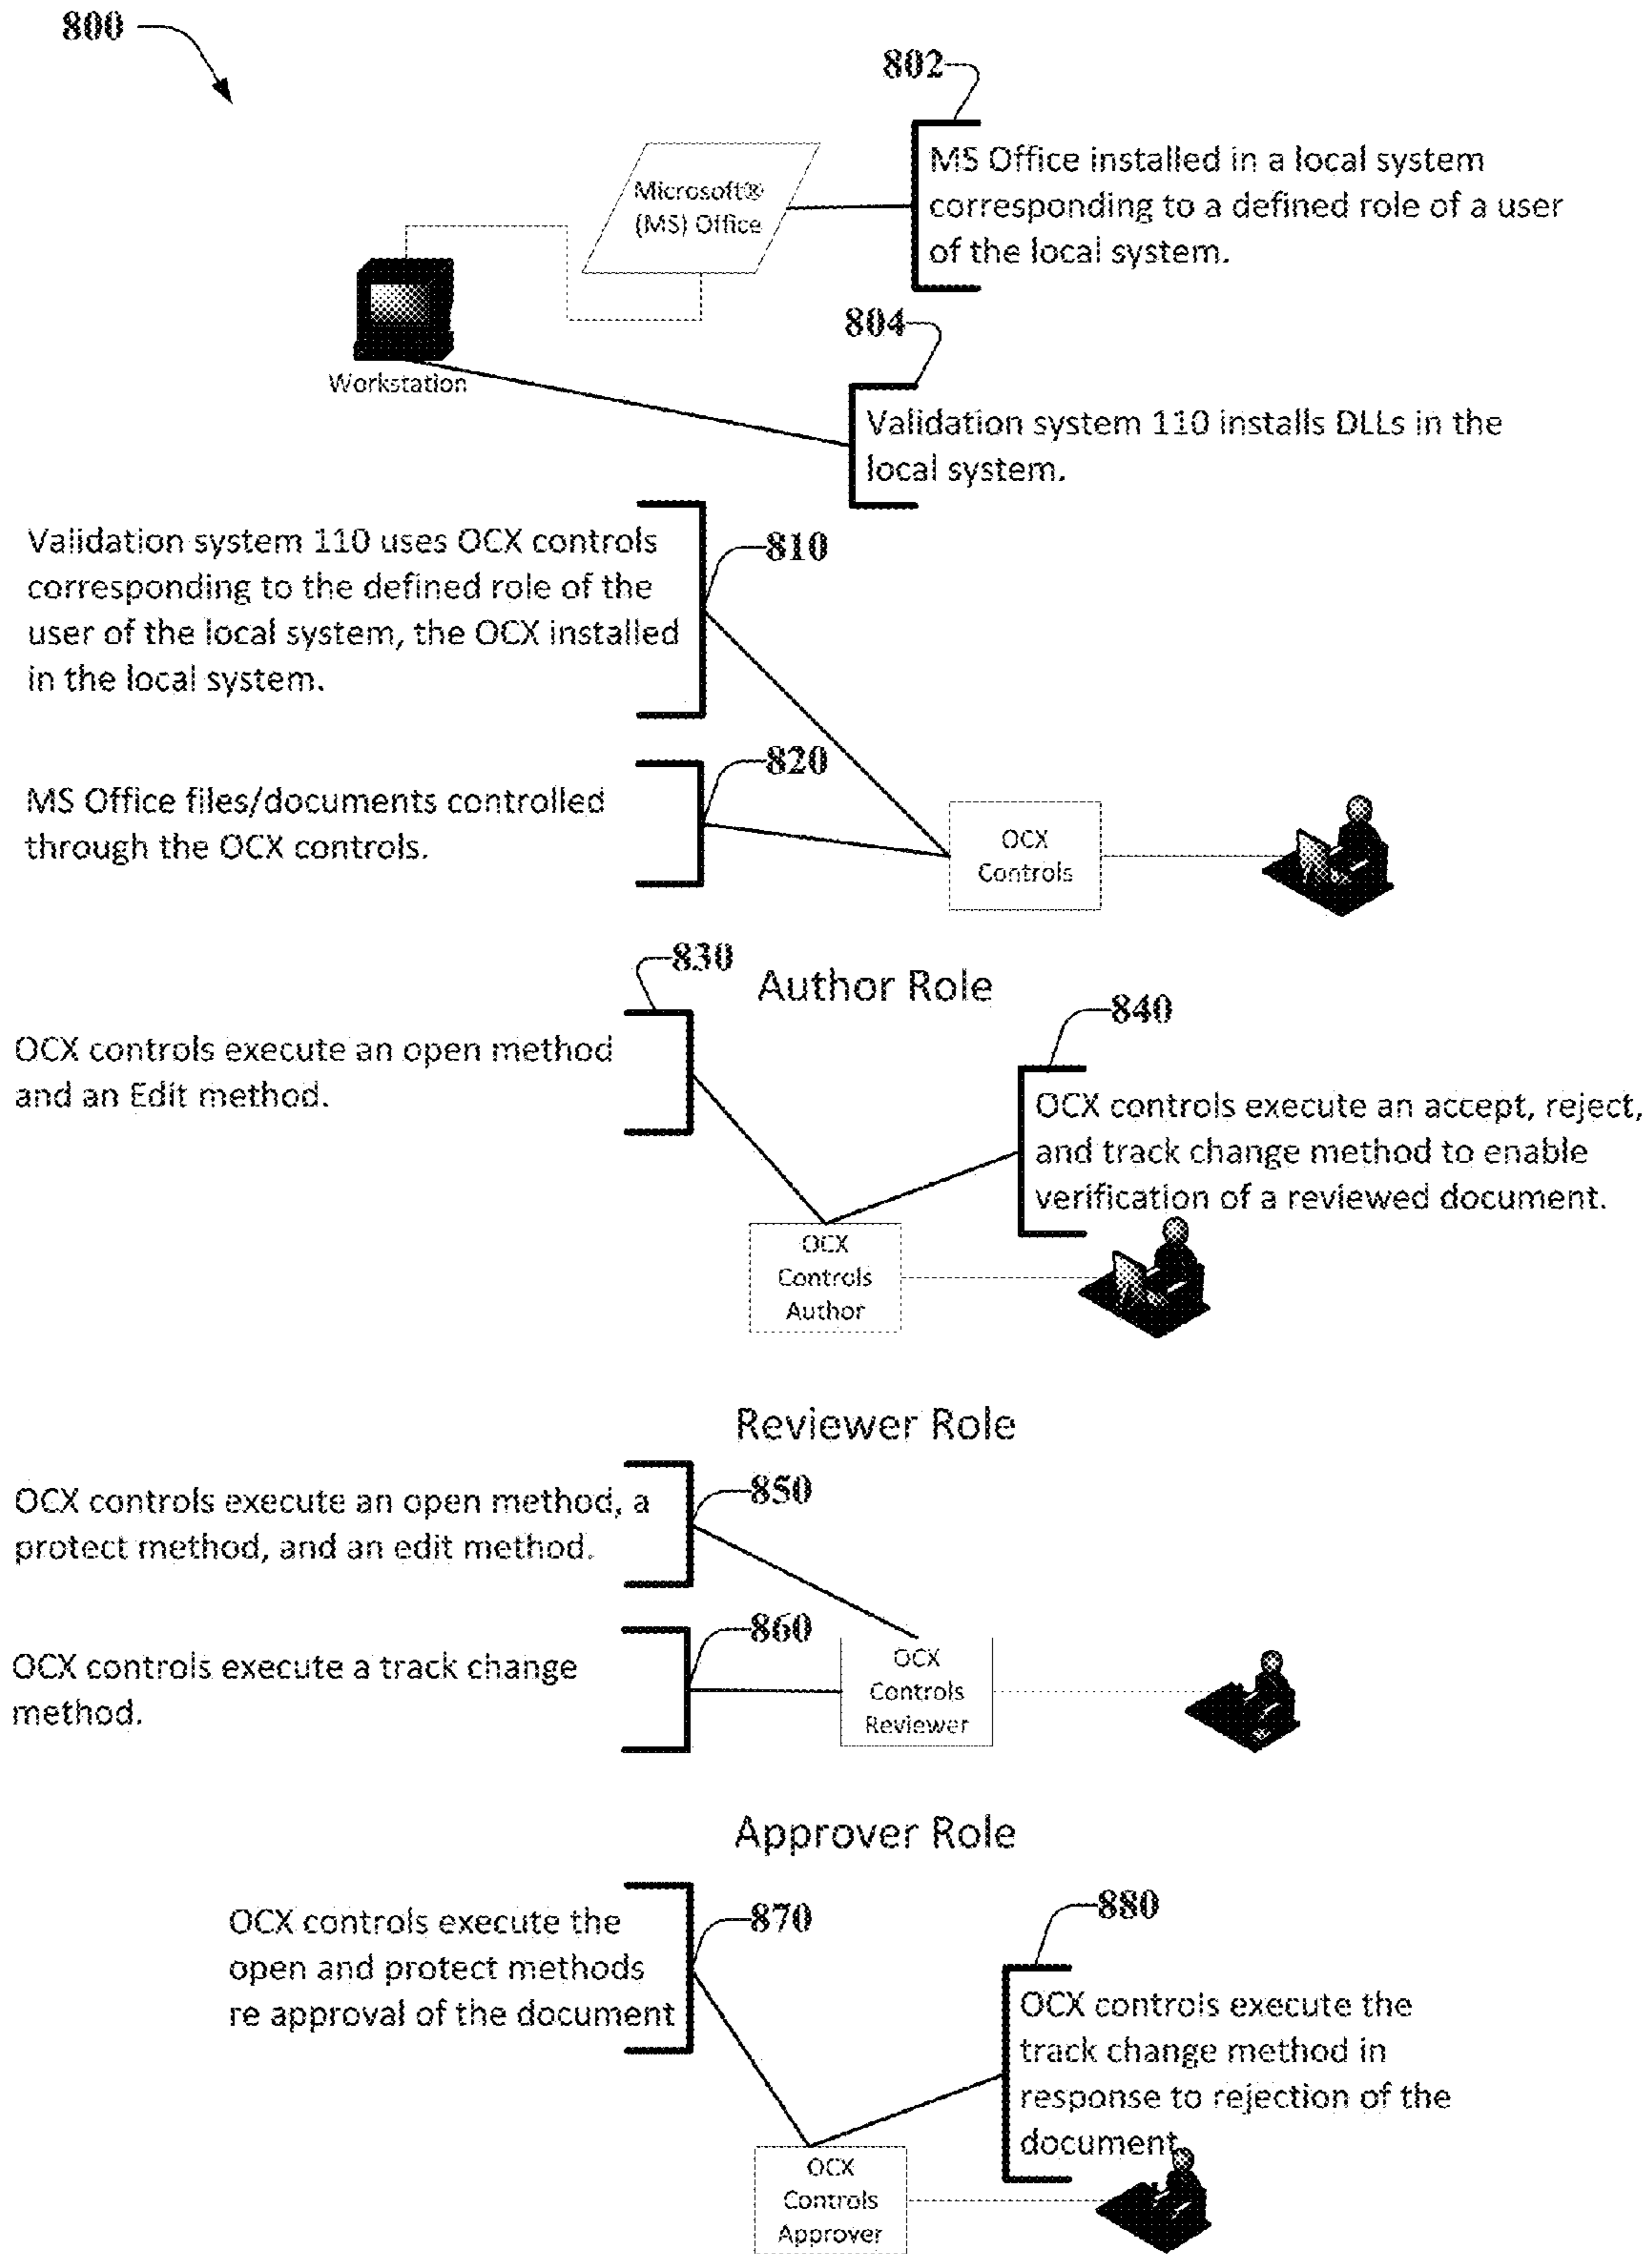 800
802
Microsoft®
(MS) Office
MS Office installed in a local system
corresponding to a defined role of a user
of the local system.
Workstation
804
Validation system 110 installs DLLs in the
local system.
Validation system 110 uses OCX controls
corresponding to the defined role of the
user of the local system, the OCX installed
in the local system.
810
820
MS Office files/documents controlled
through the OCX controls.
OCX
Controls
Author Role
830
OCX controls execute an open method
and an Edit method.
840
OCX controls execute an accept, reject,
and track change method to enable
verification of a reviewed document.
OCX
Controls
Author
Reviewer Role
OCX controls execute an open method, a
protect method, and an edit method.
850
860
OCX controls execute a track change
method.
OCX
Controls
Reviewer
Approver Role
OCX controls execute the
open and protect methods
re approval of the document
870
880
OCX controls execute the
track change method in
response to rejection of the
document.
OCX
Controls
Approver